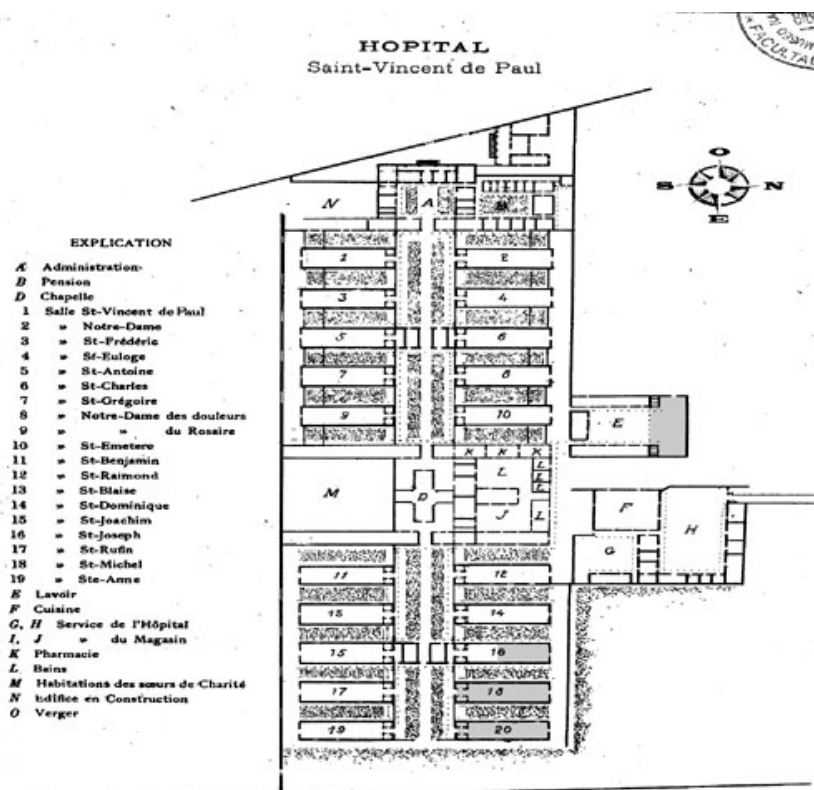 HOPITAL
Saint-Vincent de Paul
FACULTAD
O
S
N
E
N
A
B
1
2
3
4
5
6
7
8
9
10
E
K
K
K
L
L
L
L
M
D
J
L
F
H
G
11
12
13
14
15
16
17
18
19
20
EXPLICATION
A Administration
B Pension
D Chapelle
1 Salle St-Vincent de Paul
2 » Notre-Dame
3 » St-Frédéric
4 » St-Euloge
5 » St-Antoine
6 » St-Charles
7 » St-Grégoire
8 » Notre-Dame des douleurs
9 » » du Rosaire
10 » St-Emetere
11 » St-Benjamin
12 » St-Raimond
13 » St-Blaise
14 » St-Dominique
15 » St-Joachim
16 » St-Joseph
17 » St-Rufin
18 » St-Michel
19 » Ste-Anne
E Lavoir
F Cuisine
G, H Service de l'Hôpital
I, J » du Magasin
K Pharmacie
L Bains
M Habitations des sœurs de Charité
N Edifice en Construction
O Verger